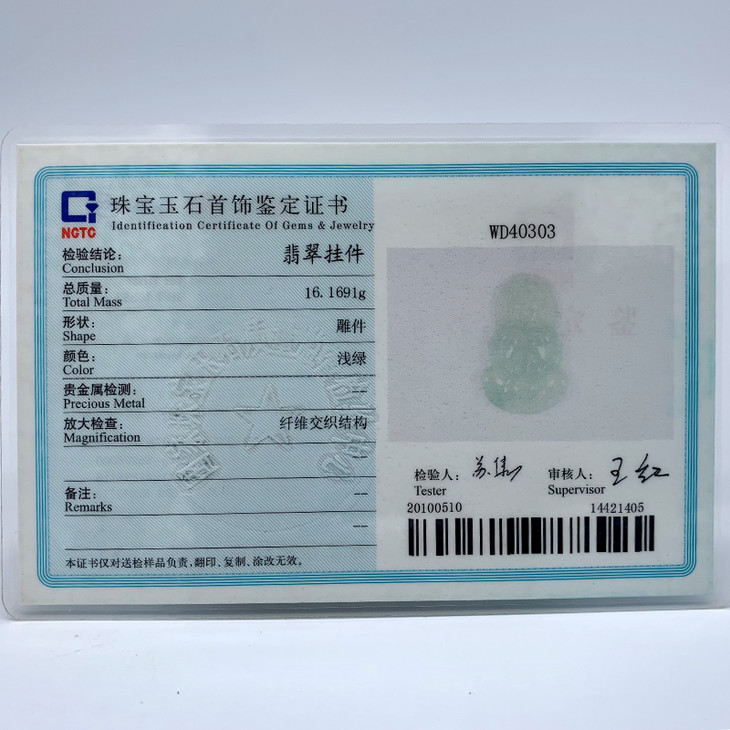 珠宝玉石首饰鉴定证书
Identification Certificate Of Gems & Jewelry
NGTC
检验结论: 翡翠挂件
Conclusion
总质量: 16.1691g
Total Mass
形状: 雕件
Shape
颜色: 浅绿
Color
贵金属检测: --
Precious Metal
放大检查: 纤维交织结构
Magnification
备注: --
Remarks
--
本证书仅对送检样品负责,翻印、复制、涂改无效。
WD40303
检验人: 审核人: 王红
Tester Supervisor
20100510 14421405